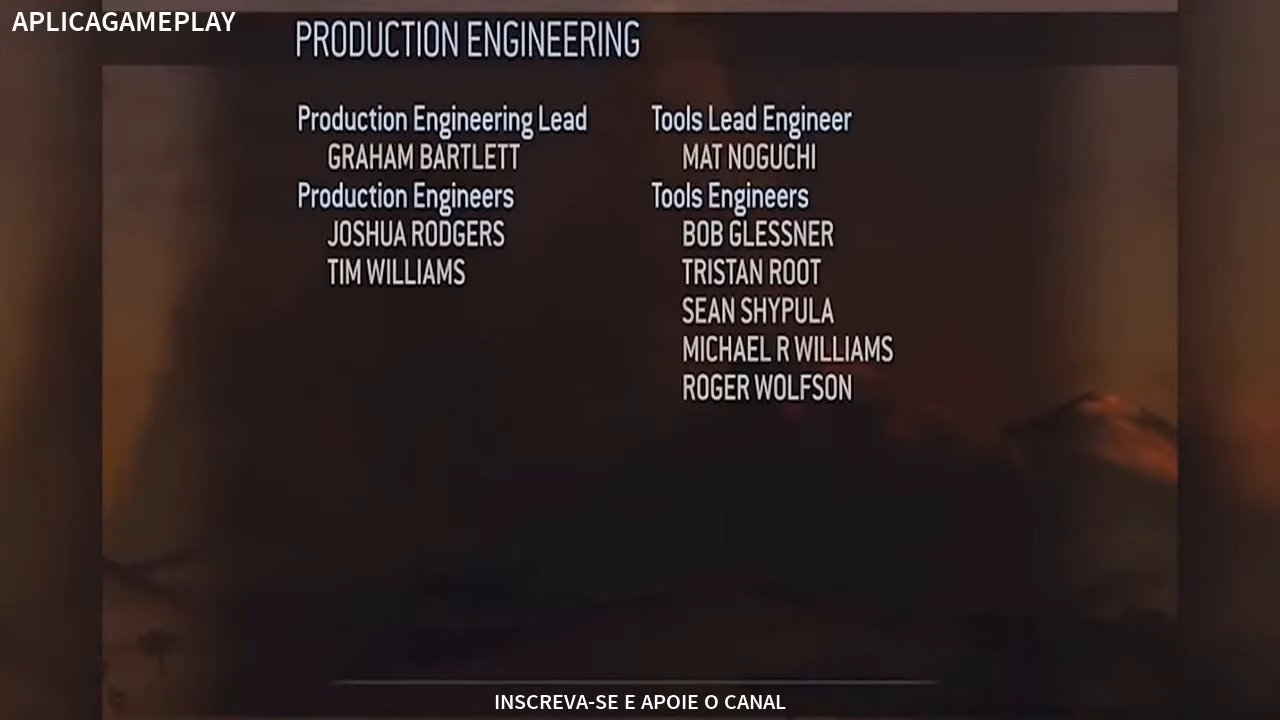 APLICAGAMEPLAY
PRODUCTION ENGINEERING
Production Engineering Lead
GRAHAM BARTLETT
Production Engineers
JOSHUA RODGERS
TIM WILLIAMS
Tools Lead Engineer
MAT NOGUCHI
Tools Engineers
BOB GLESSNER
TRISTAN ROOT
SEAN SHYPULA
MICHAEL R WILLIAMS
ROGER WOLFSON
INSCREVA-SE E APOIE O CANAL